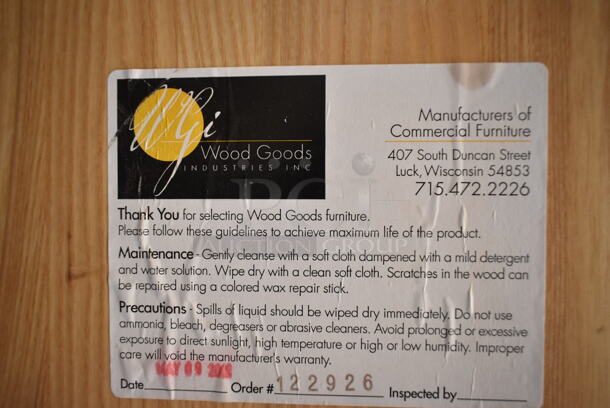 WGi
Wood Goods
INDUSTRIES INC
Manufacturers of
Commercial Furniture
407 South Duncan Street
Luck, Wisconsin 54853
715.472.2226
Thank You for selecting Wood Goods furniture.
Please follow these guidelines to achieve maximum life of the product.
Maintenance - Gently cleanse with a soft cloth dampened with a mild detergent
and water solution. Wipe dry with a clean soft cloth. Scratches in the wood can
be repaired using a colored wax repair stick.
Precautions - Spills of liquid should be wiped dry immediately. Do not use
ammonia, bleach, degreasers or abrasive cleaners. Avoid prolonged or excessive
exposure to direct sunlight, high temperature or high or low humidity. Improper
care will void the manufacturer's warranty.
MAY 09
Date Order # 122926 Inspected by